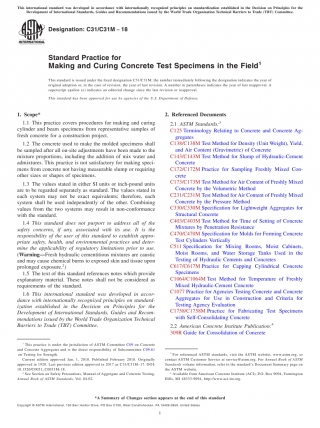 This international standard was developed in accordance with internationally recognized principles on standardization established in the Decision on Principles for the
Development of International Standards, Guides and Recommendations issued by the World Trade Organization Technical Barriers to Trade (TBT) Committee.
Designation: C31/C31M − 18
Standard Practice for
Making and Curing Concrete Test Specimens in the Field1
This standard is issued under the fixed designation C31/C31M; the number immediately following the designation indicates the year of
original adoption or, in the case of revision, the year of last revision. A number in parentheses indicates the year of last reapproval. A
superscript epsilon (ε) indicates an editorial change since the last revision or reapproval.
This standard has been approved for use by agencies of the U.S. Department of Defense.
1. Scope*
1.1 This practice covers procedures for making and curing
cylinder and beam specimens from representative samples of
fresh concrete for a construction project.
1.2 The concrete used to make the molded specimens shall
be sampled after all on-site adjustments have been made to the
mixture proportions, including the addition of mix water and
admixtures. This practice is not satisfactory for making speci-
mens from concrete not having measurable slump or requiring
other sizes or shapes of specimens.
1.3 The values stated in either SI units or inch-pound units
are to be regarded separately as standard. The values stated in
each system may not be exact equivalents; therefore, each
system shall be used independently of the other. Combining
values from the two systems may result in non-conformance
with the standard.
1.4 This standard does not purport to address all of the
safety concerns, if any, associated with its use. It is the
responsibility of the user of this standard to establish appro-
priate safety, health, and environmental practices and deter-
mine the applicability of regulatory limitations prior to use.
(Warning—Fresh hydraulic cementitious mixtures are caustic
and may cause chemical burns to exposed skin and tissue upon
prolonged exposure.2)
1.5 The text of this standard references notes which provide
explanatory material. These notes shall not be considered as
requirements of the standard.
1.6 This international standard was developed in accor-
dance with internationally recognized principles on standard-
ization established in the Decision on Principles for the
Development of International Standards, Guides and Recom-
mendations issued by the World Trade Organization Technical
Barriers to Trade (TBT) Committee.
1 This practice is under the jurisdiction of ASTM Committee C09 on Concrete
and Concrete Aggregates and is the direct responsibility of Subcommittee C09.61
on Testing for Strength.
Current edition approved Jan. 1, 2018. Published February 2018. Originally
approved in 1920. Last previous edition approved in 2017 as C31/C31M–17. DOI:
10.1520/C0031_C0031M-18.
2 See Section on Safety Precautions, Manual of Aggregate and Concrete Testing,
Annual Book of ASTM Standards, Vol. 04.02.
2. Referenced Documents
2.1 ASTM Standards:3
C125 Terminology Relating to Concrete and Concrete Ag-
gregates
C138/C138M Test Method for Density (Unit Weight), Yield,
and Air Content (Gravimetric) of Concrete
C143/C143M Test Method for Slump of Hydraulic-Cement
Concrete
C172/C172M Practice for Sampling Freshly Mixed Con-
crete
C173/C173M Test Method for Air Content of Freshly Mixed
Concrete by the Volumetric Method
C231/C231M Test Method for Air Content of Freshly Mixed
Concrete by the Pressure Method
C330/C330M Specification for Lightweight Aggregates for
Structural Concrete
C403/C403M Test Method for Time of Setting of Concrete
Mixtures by Penetration Resistance
C470/C470M Specification for Molds for Forming Concrete
Test Cylinders Vertically
C511 Specification for Mixing Rooms, Moist Cabinets,
Moist Rooms, and Water Storage Tanks Used in the
Testing of Hydraulic Cements and Concretes
C617/C617M Practice for Capping Cylindrical Concrete
Specimens
C1064/C1064M Test Method for Temperature of Freshly
Mixed Hydraulic-Cement Concrete
C1077 Practice for Agencies Testing Concrete and Concrete
Aggregates for Use in Construction and Criteria for
Testing Agency Evaluation
C1758/C1758M Practice for Fabricating Test Specimens
with Self-Consolidating Concrete
2.2 American Concrete Institute Publication:4
309R Guide for Consolidation of Concrete
3 For referenced ASTM standards, visit the ASTM website, www.astm.org, or
contact ASTM Customer Service at service@astm.org. For Annual Book of ASTM
Standards volume information, refer to the standard's Document Summary page on
the ASTM website.
4 Available from American Concrete Institute (ACI), P.O. Box 9094, Farmington
Hills, MI 48333-9094, http://www.aci-int.org.
*A Summary of Changes section appears at the end of this standard
Copyright © ASTM International, 100 Barr Harbor Drive, PO Box C700, West Conshohocken, PA 19428-2959. United States
1